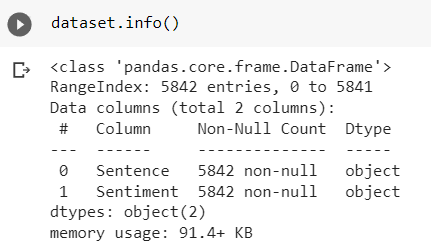 dataset.info()
<class 'pandas.core.frame.DataFrame'>
RangeIndex: 5842 entries, 0 to 5841
Data columns (total 2 columns):
 #   Column     Non-Null Count  Dtype
---  ------     --------------  -----
 0   Sentence   5842 non-null   object
 1   Sentiment  5842 non-null   object
dtypes: object(2)
memory usage: 91.4+ KB